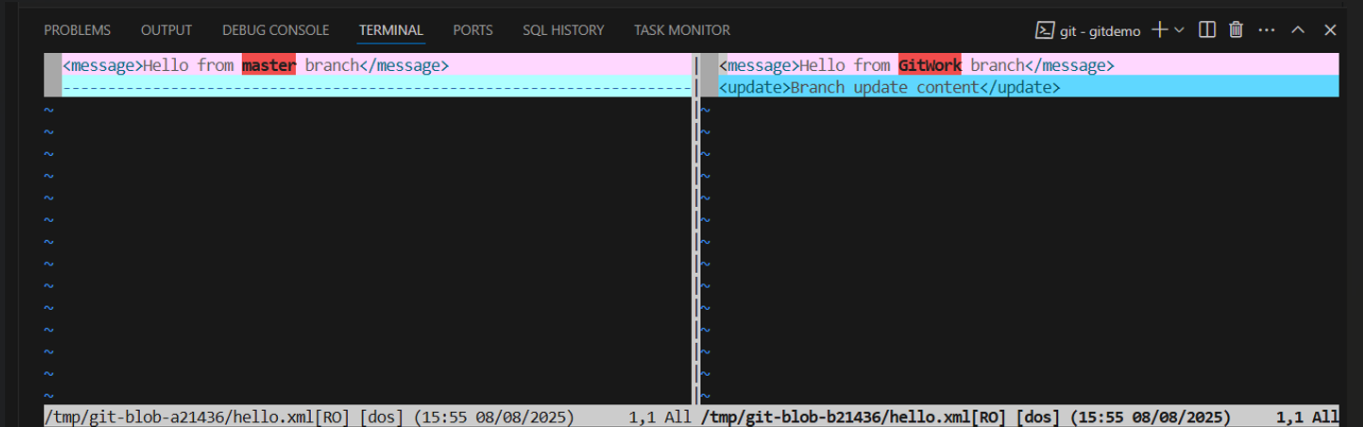 PROBLEMS OUTPUT DEBUG CONSOLE TERMINAL PORTS SQL HISTORY TASK MONITOR git - gitdemo
<message>Hello from master branch</message>
-----------------------------------------------------------------------
<message>Hello from GitWork branch</message>
<update>Branch update content</update>
/tmp/git-blob-a21436/hello.xml[RO] [dos] (15:55 08/08/2025) 1,1 All
/tmp/git-blob-b21436/hello.xml[RO] [dos] (15:55 08/08/2025) 1,1 All